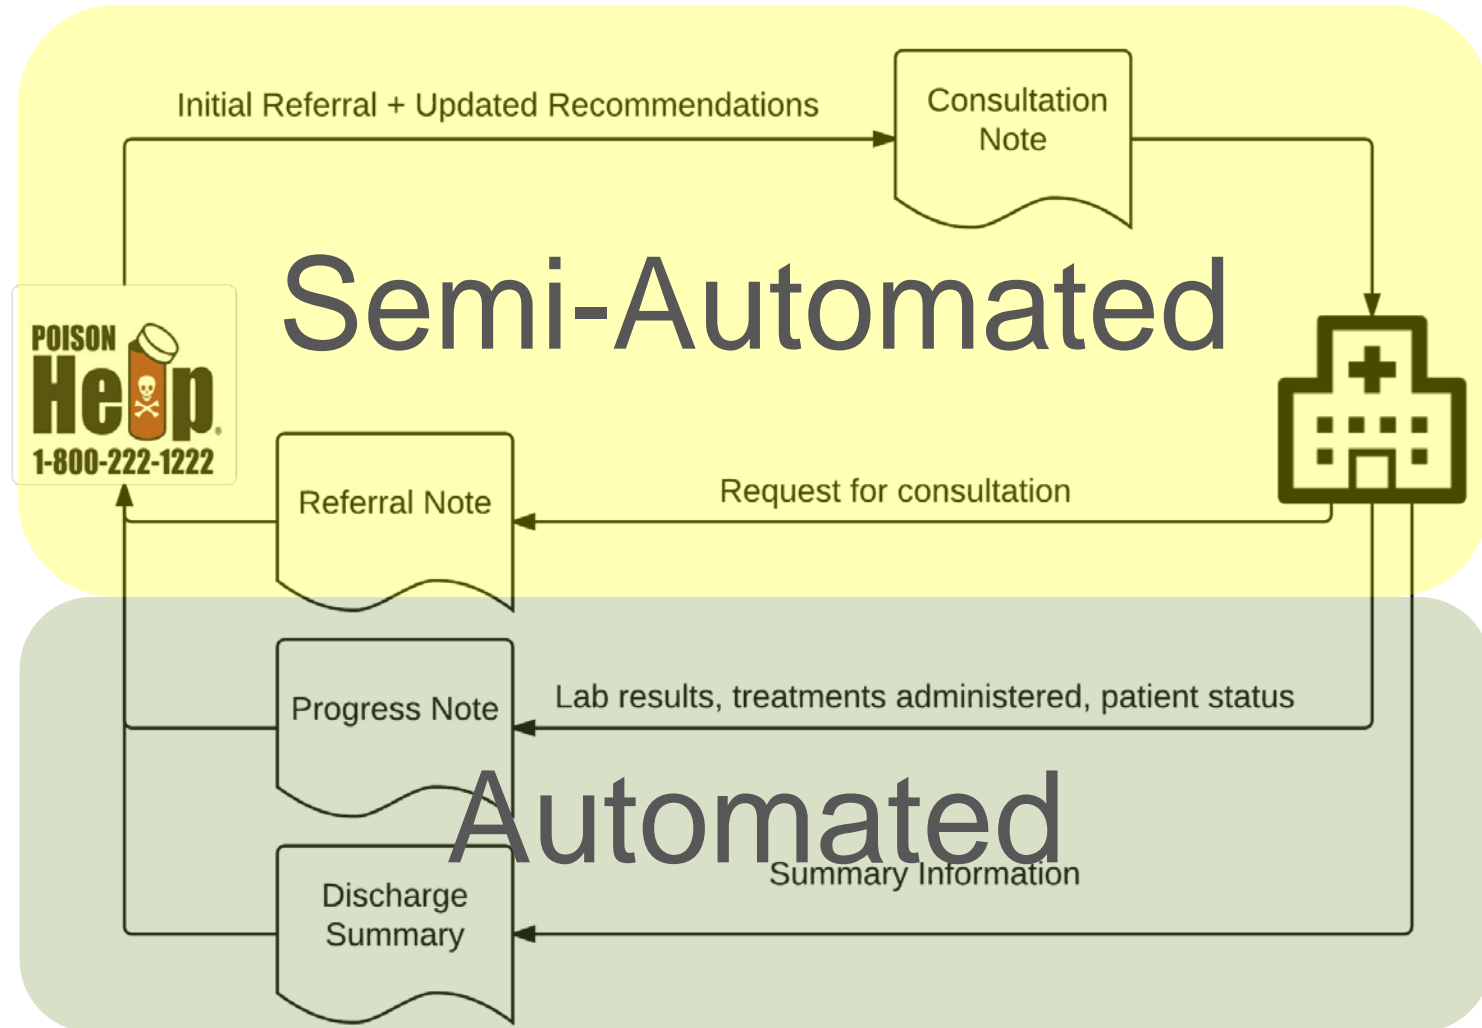 Initial Referral + Updated Recommendations
Consultation
Note
Semi-Automated
POISON
Help®
1-800-222-1222
Referral Note
Request for consultation
Progress Note
Lab results, treatments administered, patient status
Automated
Summary Information
Discharge
Summary